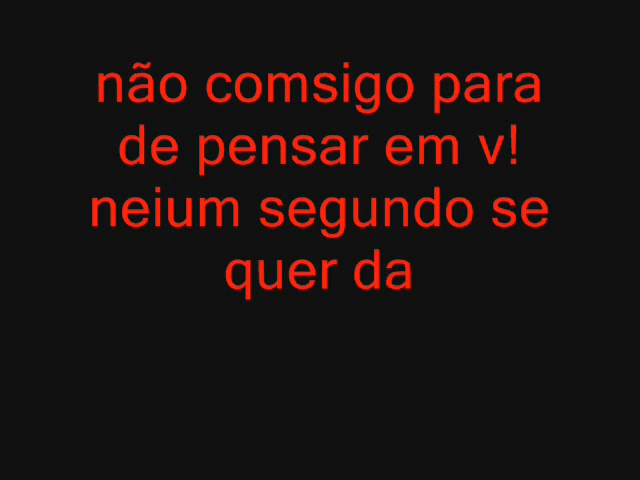 não comsigo para
de pensar em v!
neium segundo se
quer da